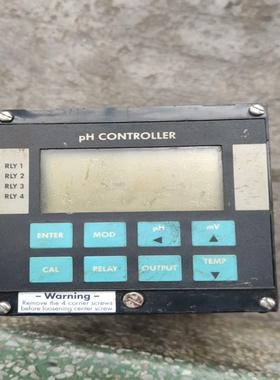 pH CONTROLLER
RLY 1
RLY 2
RLY 3
RLY 4
ENTER MOD pH mV
CAL RELAY OUTPUT TEMP
– Warning –
Remove the 4 corner screws
before loosening center screw.